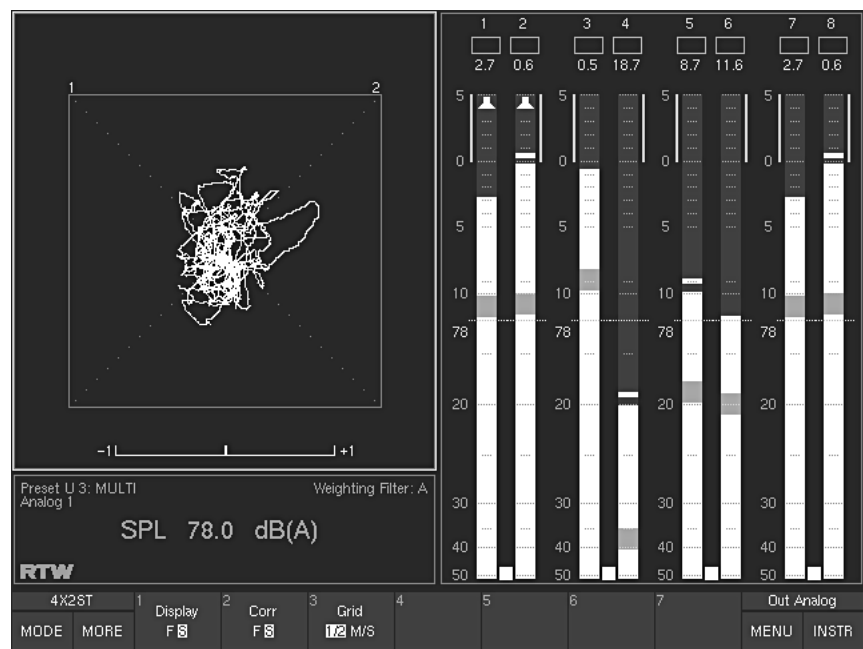 1 2
-1 +1
Preset U 3: MULTI Weighting Filter: A
Analog 1
SPL 78.0 dB(A)
RTW
1 2 3 4 5 6 7 8
2.7 0.6 0.5 18.7 8.7 11.6 2.7 0.6
5 5 5 5
0 0 0 0
5 5 5 5
10 10 10 10
78 78 78 78
20 20 20 20
30 30 30 30
40 40 40 40
50 50 50 50
4X2ST 1 Display 2 Corr 3 Grid 4 5 6 7 Out Analog
MODE MORE F S F S 1/2 M/S MENU INSTR